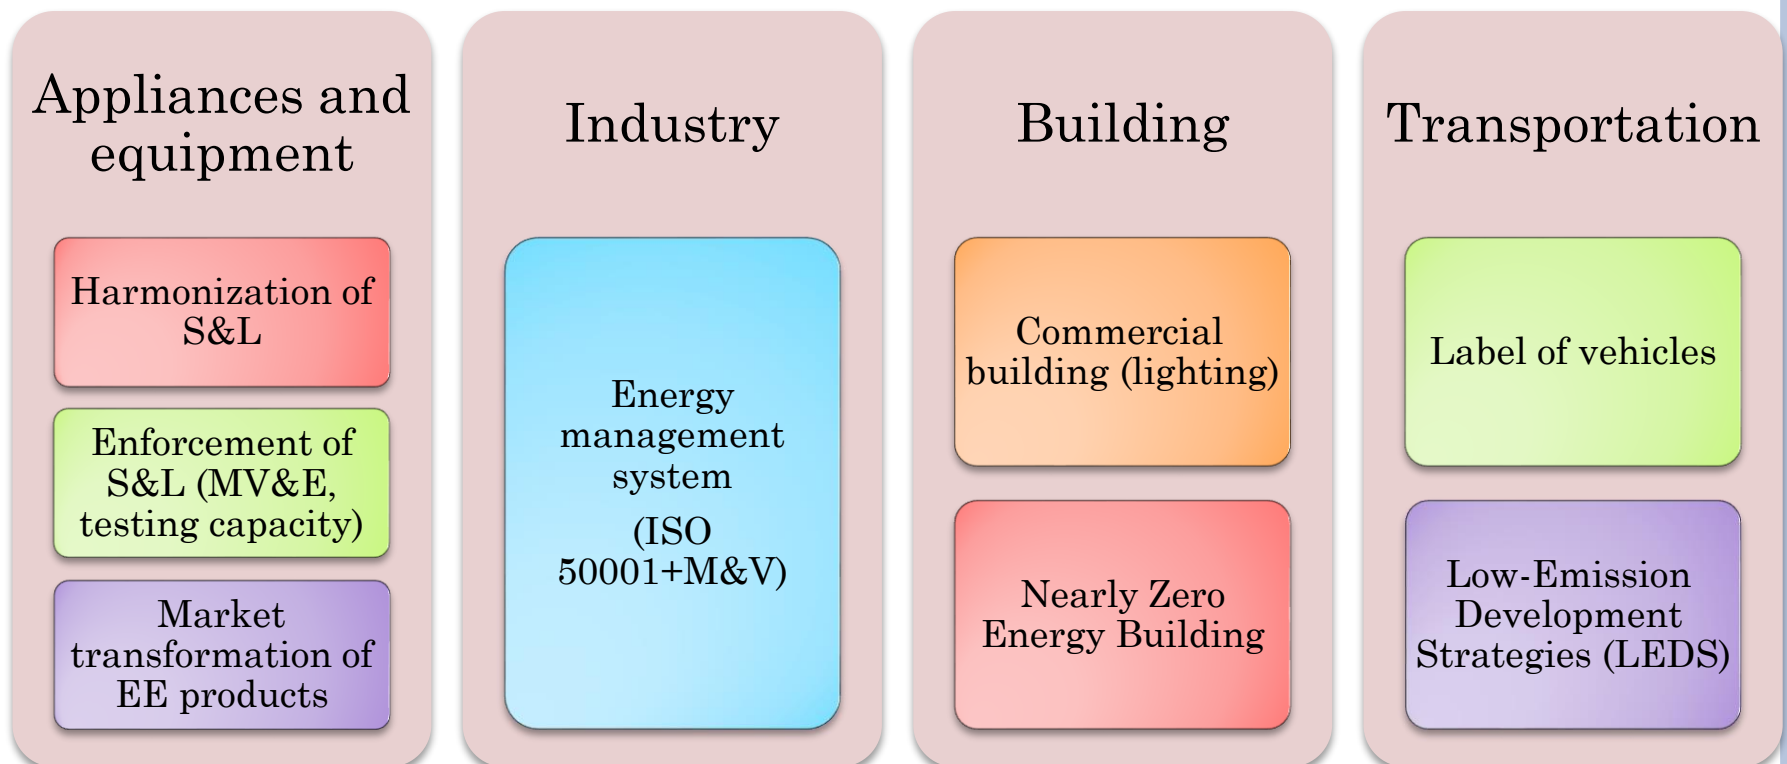 Appliances and
equipment
Harmonization of
S&L
Enforcement of
S&L (MV&E,
testing capacity)
Market
transformation of
EE products
Industry
Energy
management
system
(ISO
50001+M&V)
Building
Commercial
building (lighting)
Nearly Zero
Energy Building
Transportation
Label of vehicles
Low-Emission
Development
Strategies (LEDS)